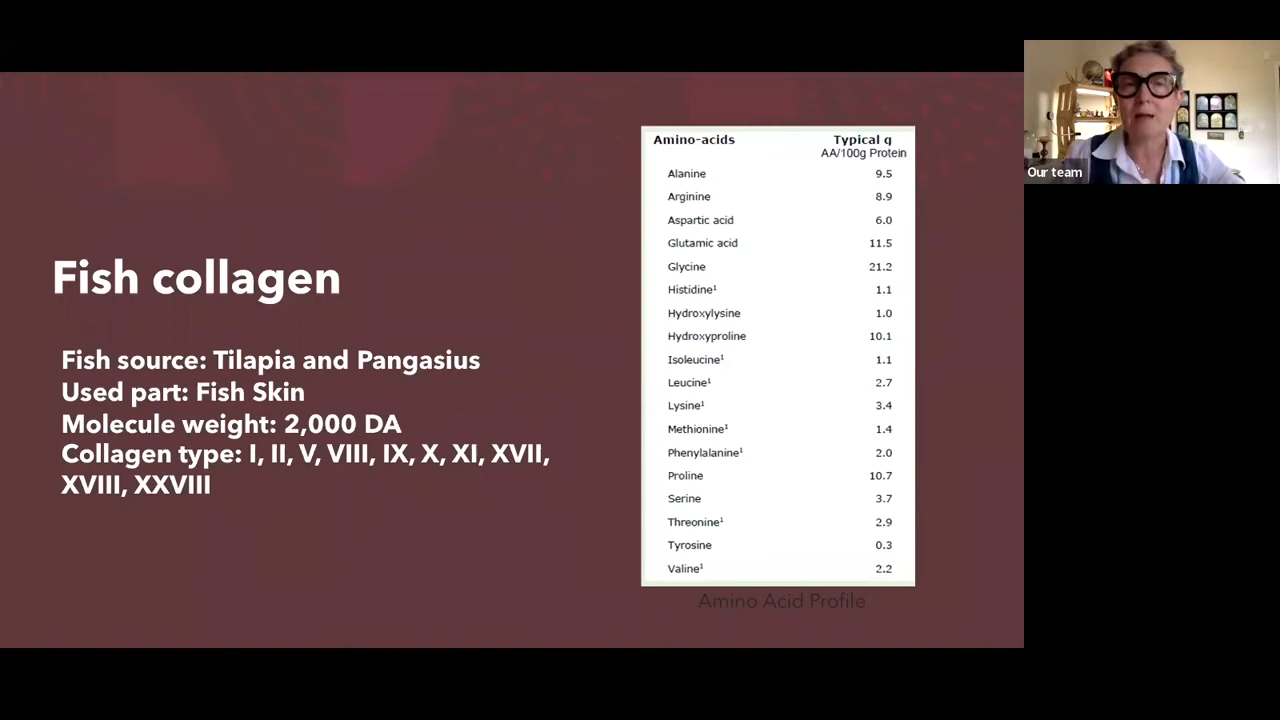 Fish collagen
Fish source: Tilapia and Pangasius
Used part: Fish Skin
Molecule weight: 2,000 DA
Collagen type: I, II, V, VIII, IX, X, XI, XVII,
XVIII, XXVIII
Amino-acids Typical g
AA/100g Protein
Alanine 9.5
Arginine 8.9
Aspartic acid 6.0
Glutamic acid 11.5
Glycine 21.2
Histidine¹ 1.1
Hydroxylysine 1.0
Hydroxyproline 10.1
Isoleucine¹ 1.1
Leucine¹ 2.7
Lysine¹ 3.4
Methionine¹ 1.4
Phenylalanine¹ 2.0
Proline 10.7
Serine 3.7
Threonine¹ 2.9
Tyrosine 0.3
Valine¹ 2.2
Amino Acid Profile
Our team